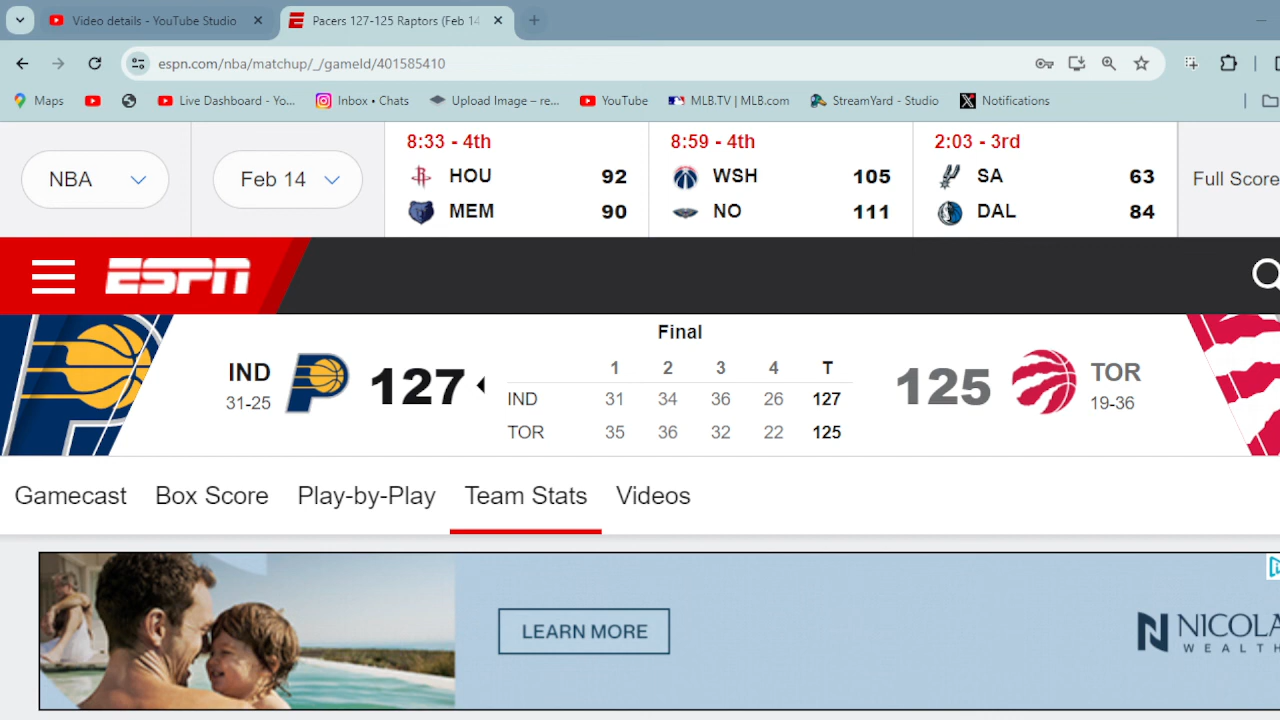 Video details - YouTube Studio
Pacers 127-125 Raptors (Feb 14
espn.com/nba/matchup/_/gameId/401585410
Maps
Live Dashboard - Yo...
Inbox • Chats
Upload Image – re...
YouTube
MLB.TV | MLB.com
StreamYard - Studio
X Notifications
NBA
Feb 14
8:33 - 4th
HOU 92
MEM 90
8:59 - 4th
WSH 105
NO 111
2:03 - 3rd
SA 63
DAL 84
Full Score
ESPN
IND
31-25
127
Final
1 2 3 4 T
IND 31 34 36 26 127
TOR 35 36 32 22 125
125
TOR
19-36
Gamecast Box Score Play-by-Play Team Stats Videos
LEARN MORE
NICOLA
WEALTH